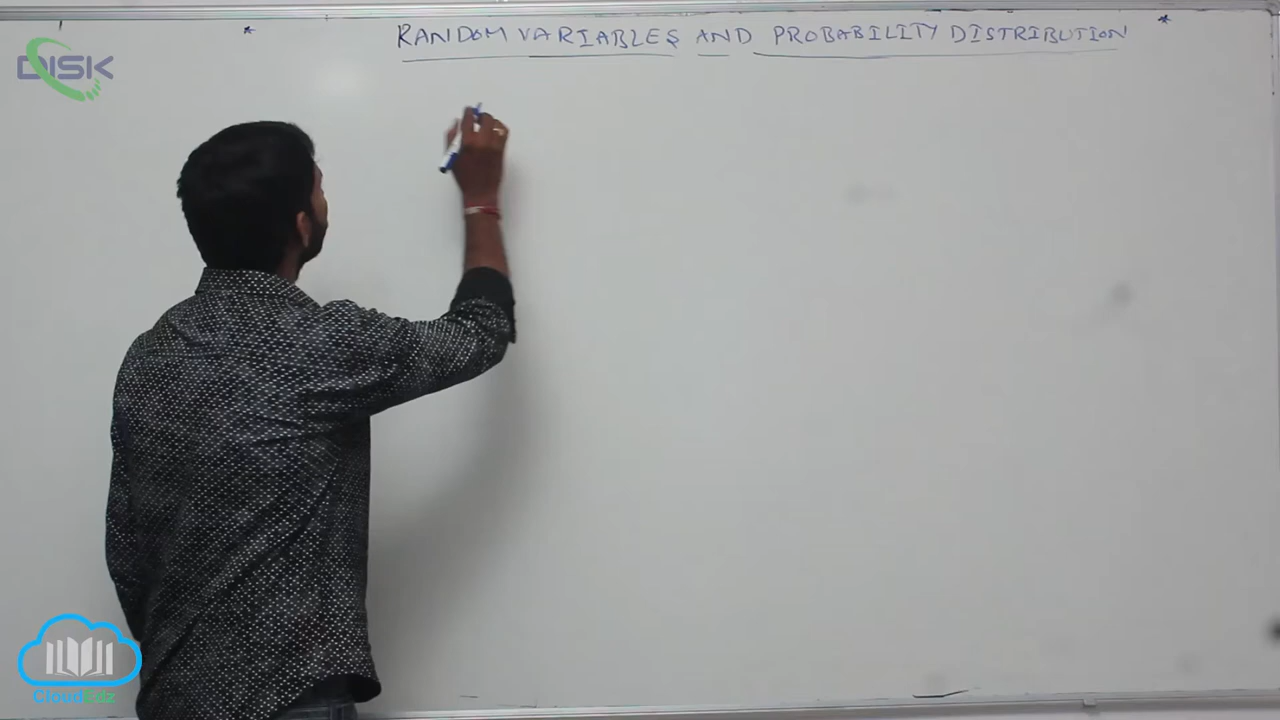 * RANDOM VARIABLES AND PROBABILITY DISTRIBUTION *
DISK
CloudEdz